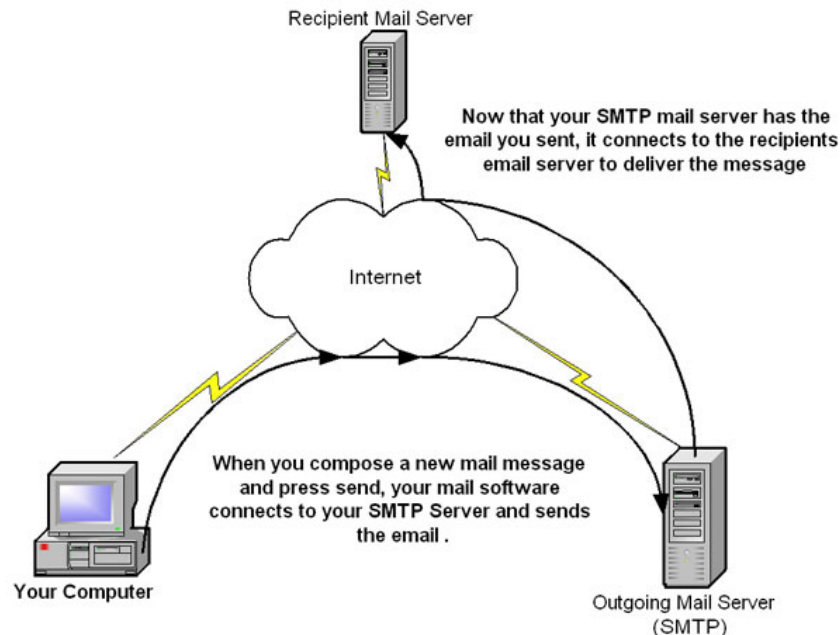 Recipient Mail Server
Now that your SMTP mail server has the
email you sent, it connects to the recipients
email server to deliver the message
Internet
When you compose a new mail message
and press send, your mail software
connects to your SMTP Server and sends
the email .
Your Computer
Outgoing Mail Server
(SMTP)